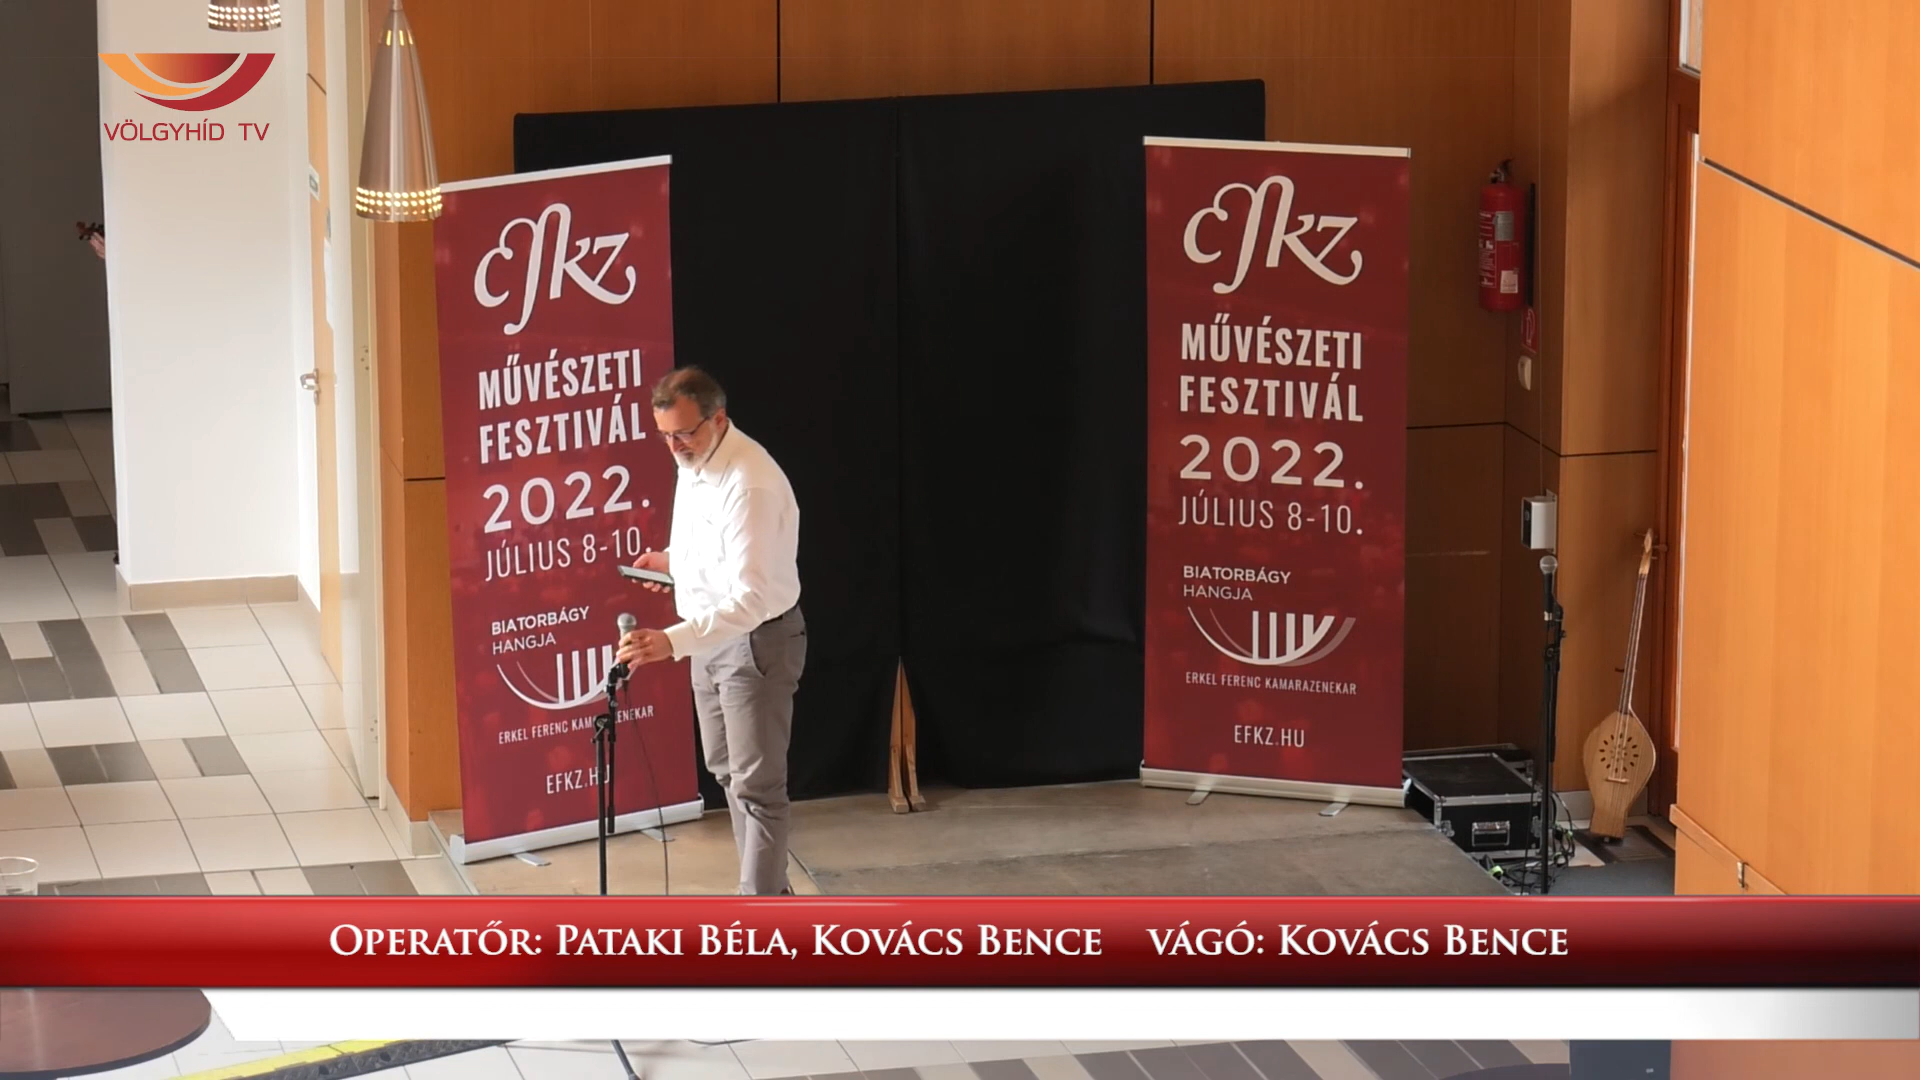 VÖLGYHÍD TV
efkz
MŰVÉSZETI
FESZTIVÁL
2022.
JÚLIUS 8-10.
BIATORBÁGY
HANGJA
ERKEL FERENC KAMARAZENEKAR
EFKZ.HU
efkz
MŰVÉSZETI
FESZTIVÁL
2022.
JÚLIUS 8-10.
BIATORBÁGY
HANGJA
ERKEL FERENC KAMARAZENEKAR
EFKZ.HU
OPERATŐR: PATAKI BÉLA, KOVÁCS BENCE VÁGÓ: KOVÁCS BENCE